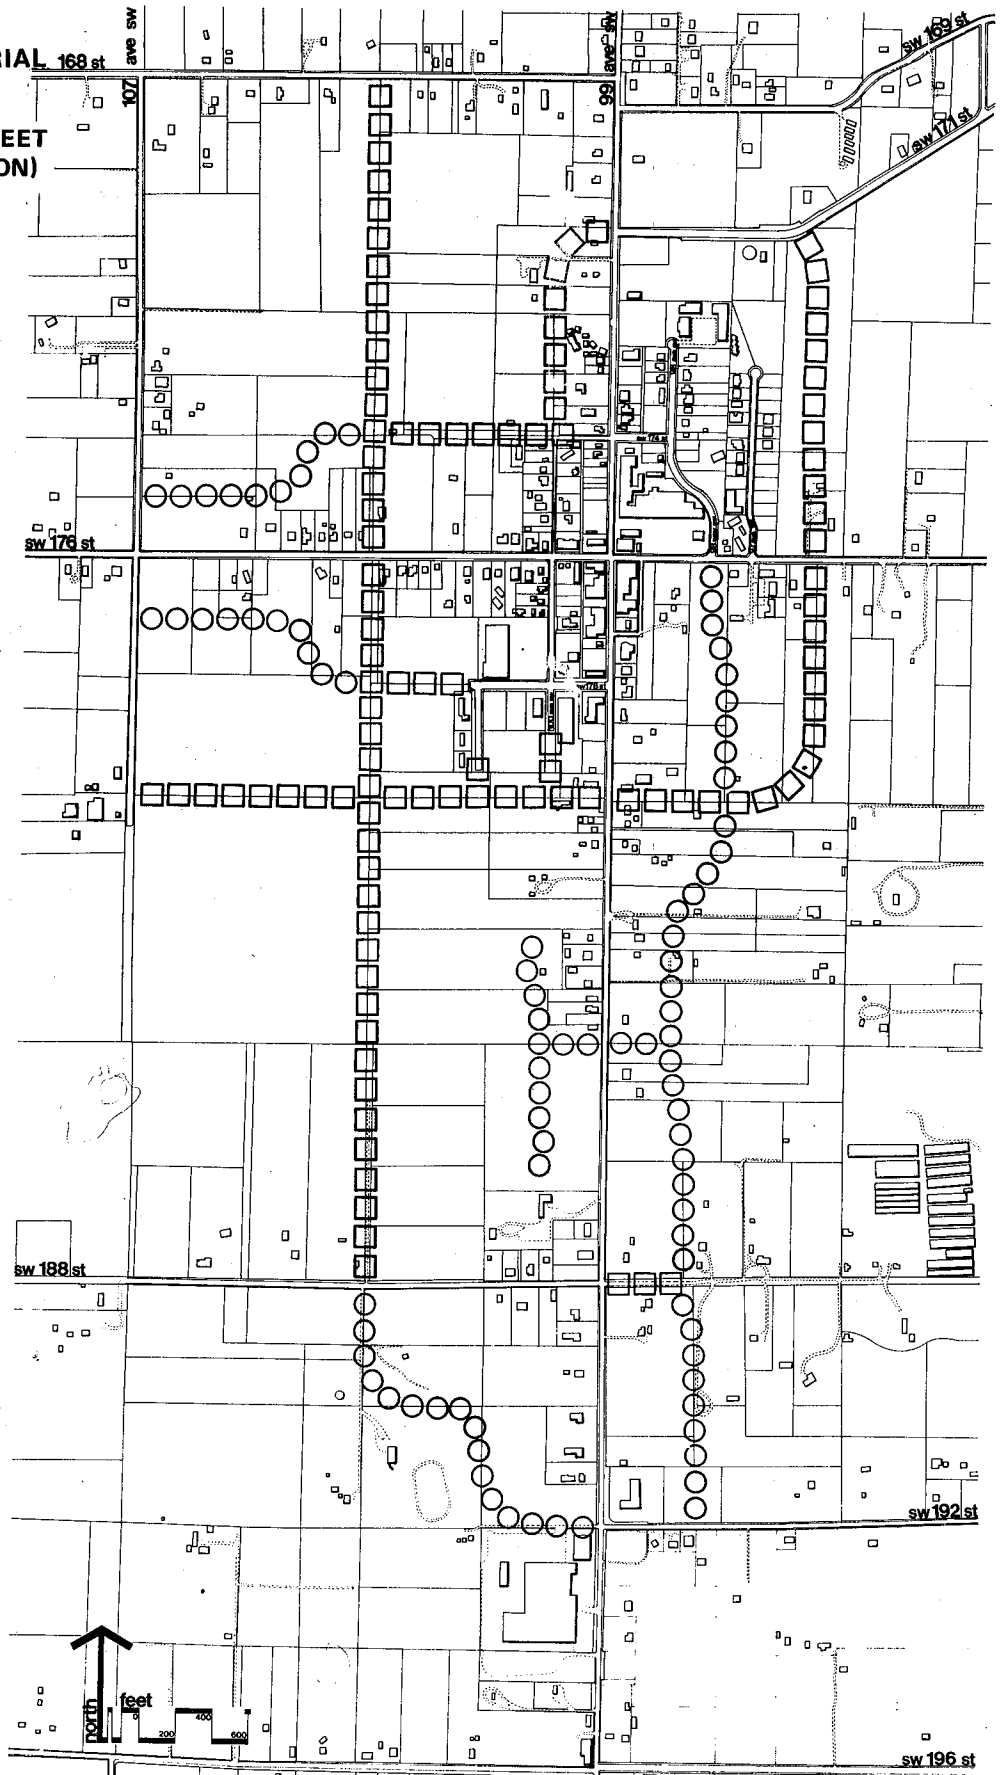 ave sw
ave sw
sw 169 st
RIAL 168 st
107
99
EET
sw 171 st
ON)
sw 174 st
sw 176 st
sw 178 st
sw 188 st
sw 192 st
north
feet
0
200
400
600
sw 196 st